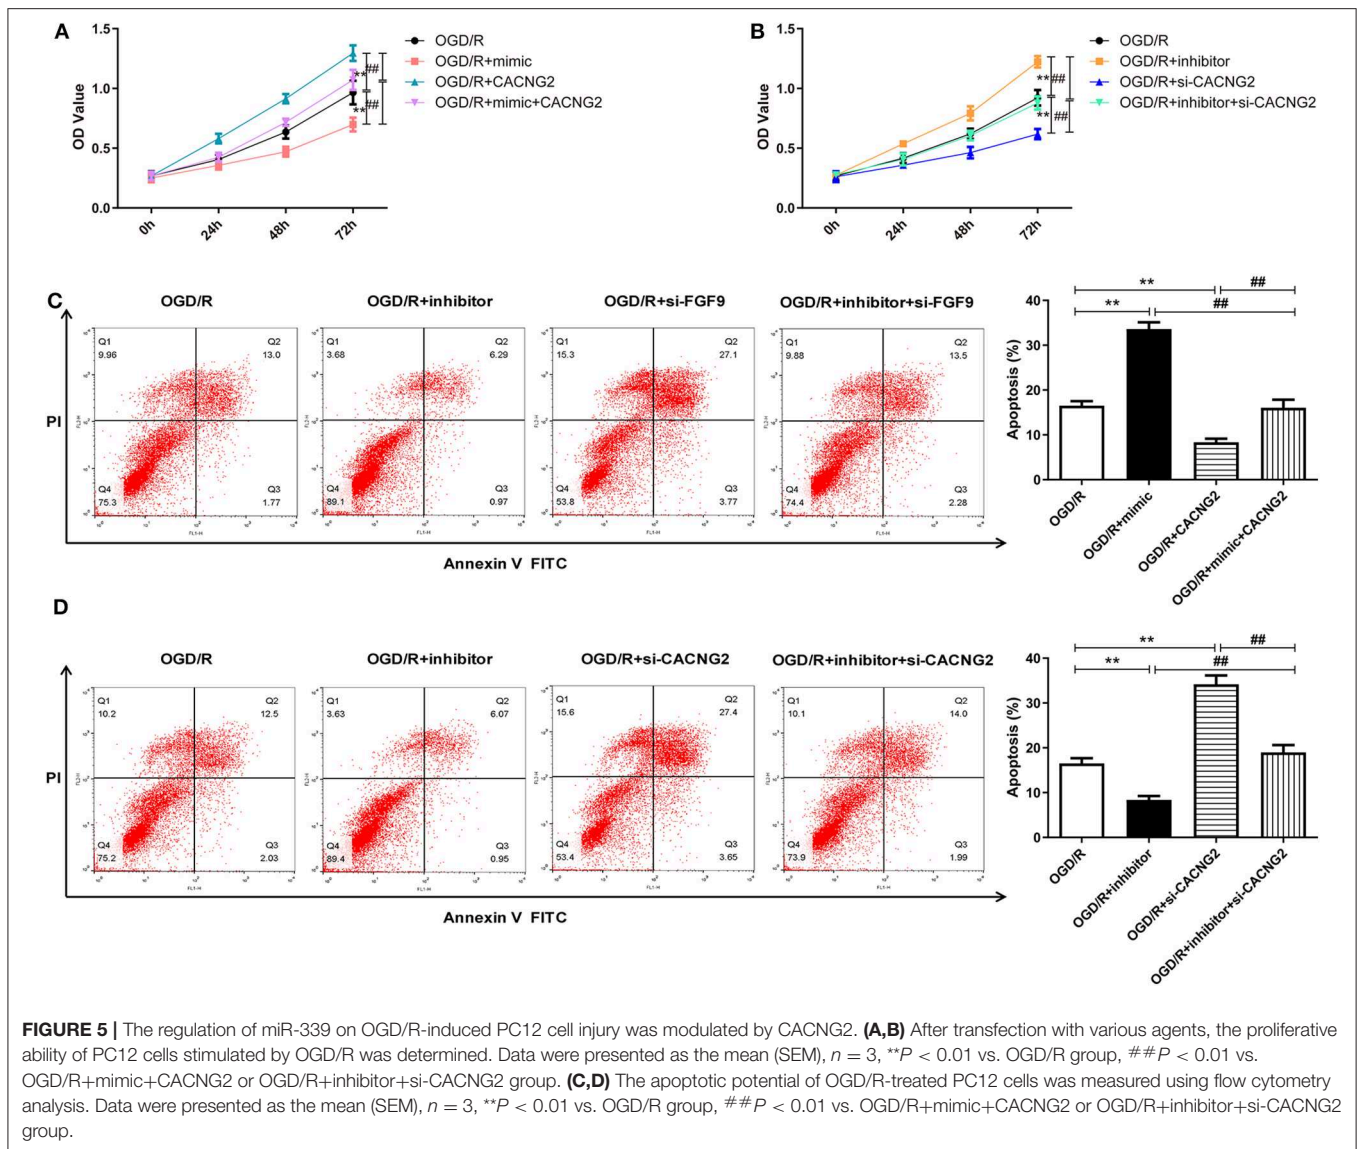 A
1.5
1.0
0.5
0.0
OD Value
0h
24h
48h
72h
**
##
**
##
OGD/R
OGD/R+mimic
OGD/R+CACNG2
OGD/R+mimic+CACNG2
B
1.5
1.0
0.5
0.0
OD Value
0h
24h
48h
72h
**
##
**
##
OGD/R
OGD/R+inhibitor
OGD/R+si-CACNG2
OGD/R+inhibitor+si-CACNG2
C
PI
OGD/R
Q1
9.96
Q2
13.0
Q4
75.3
Q3
1.77
FL1-H
OGD/R+inhibitor
Q1
3.68
Q2
6.29
Q4
89.1
Q3
0.97
FL1-H
OGD/R+si-FGF9
Q1
15.3
Q2
27.1
Q4
53.8
Q3
3.77
FL1-H
OGD/R+inhibitor+si-FGF9
Q1
9.88
Q2
13.5
Q4
74.4
Q3
2.28
FL1-H
Annexin V FITC
Apoptosis (%)
40
30
20
10
0
**
##
**
##
OGD/R
OGD/R+mimic
OGD/R+CACNG2
OGD/R+mimic+CACNG2
D
PI
OGD/R
Q1
10.2
Q2
12.5
Q4
75.2
Q3
2.03
FL1-H
OGD/R+inhibitor
Q1
3.63
Q2
6.07
Q4
89.4
Q3
0.95
FL1-H
OGD/R+si-CACNG2
Q1
15.6
Q2
27.4
Q4
53.4
Q3
3.65
FL1-H
OGD/R+inhibitor+si-CACNG2
Q1
10.1
Q2
14.0
Q4
73.9
Q3
1.99
FL1-H
Annexin V FITC
Apoptosis (%)
40
30
20
10
0
**
##
**
##
OGD/R
OGD/R+inhibitor
OGD/R+si-CACNG2
OGD/R+inhibitor+si-CACNG2
FIGURE 5 | The regulation of miR-339 on OGD/R-induced PC12 cell injury was modulated by CACNG2. (A,B) After transfection with various agents, the proliferative
ability of PC12 cells stimulated by OGD/R was determined. Data were presented as the mean (SEM), n = 3, **P < 0.01 vs. OGD/R group, ##P < 0.01 vs.
OGD/R+mimic+CACNG2 or OGD/R+inhibitor+si-CACNG2 group. (C,D) The apoptotic potential of OGD/R-treated PC12 cells was measured using flow cytometry
analysis. Data were presented as the mean (SEM), n = 3, **P < 0.01 vs. OGD/R group, ##P < 0.01 vs. OGD/R+mimic+CACNG2 or OGD/R+inhibitor+si-CACNG2
group.